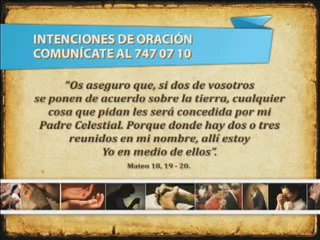 INTENCIONES DE ORACIÓN
COMUNÍCATE AL 747 07 10
“Os aseguro que, si dos de vosotros
se ponen de acuerdo sobre la tierra, cualquier
cosa que pidan les será concedida por mi
Padre Celestial. Porque donde hay dos o tres
reunidos en mi nombre, allí estoy
Yo en medio de ellos”.
Mateo 18, 19 - 20.